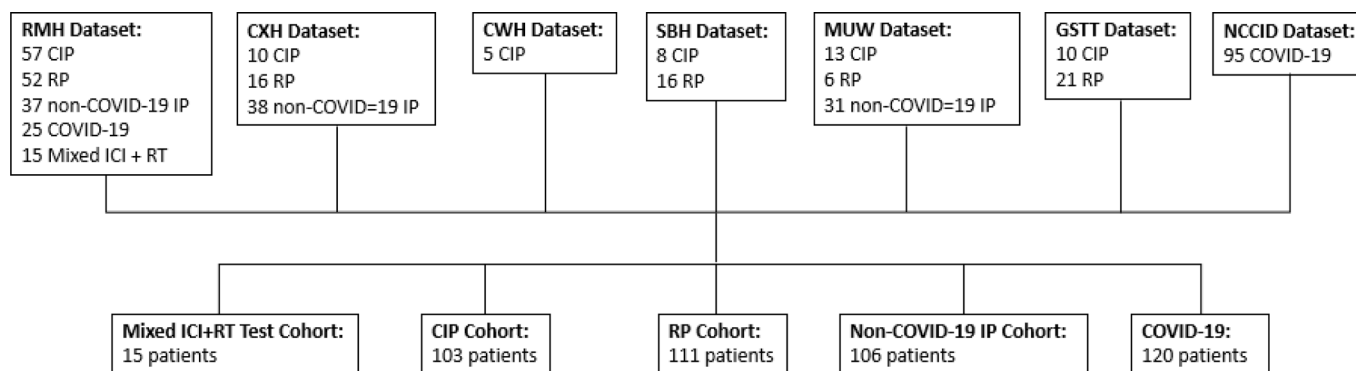 RMH Dataset:
57 CIP
52 RP
37 non-COVID-19 IP
25 COVID-19
15 Mixed ICI + RT
CXH Dataset:
10 CIP
16 RP
38 non-COVID=19 IP
CWH Dataset:
5 CIP
SBH Dataset:
8 CIP
16 RP
MUW Dataset:
13 CIP
6 RP
31 non-COVID=19 IP
GSTT Dataset:
10 CIP
21 RP
NCCID Dataset:
95 COVID-19
Mixed ICI+RT Test Cohort:
15 patients
CIP Cohort:
103 patients
RP Cohort:
111 patients
Non-COVID-19 IP Cohort:
106 patients
COVID-19:
120 patients